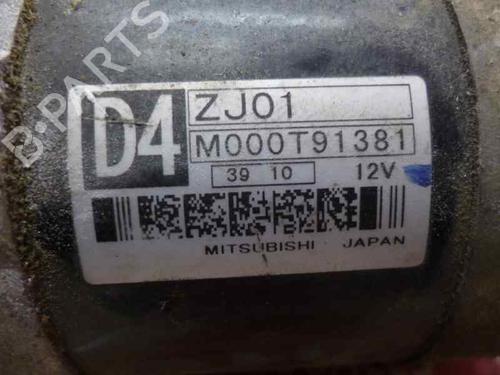 B-PARTS
D4
ZJ01
M000T91381
39 10 12V
MITSUBISHI JAPAN